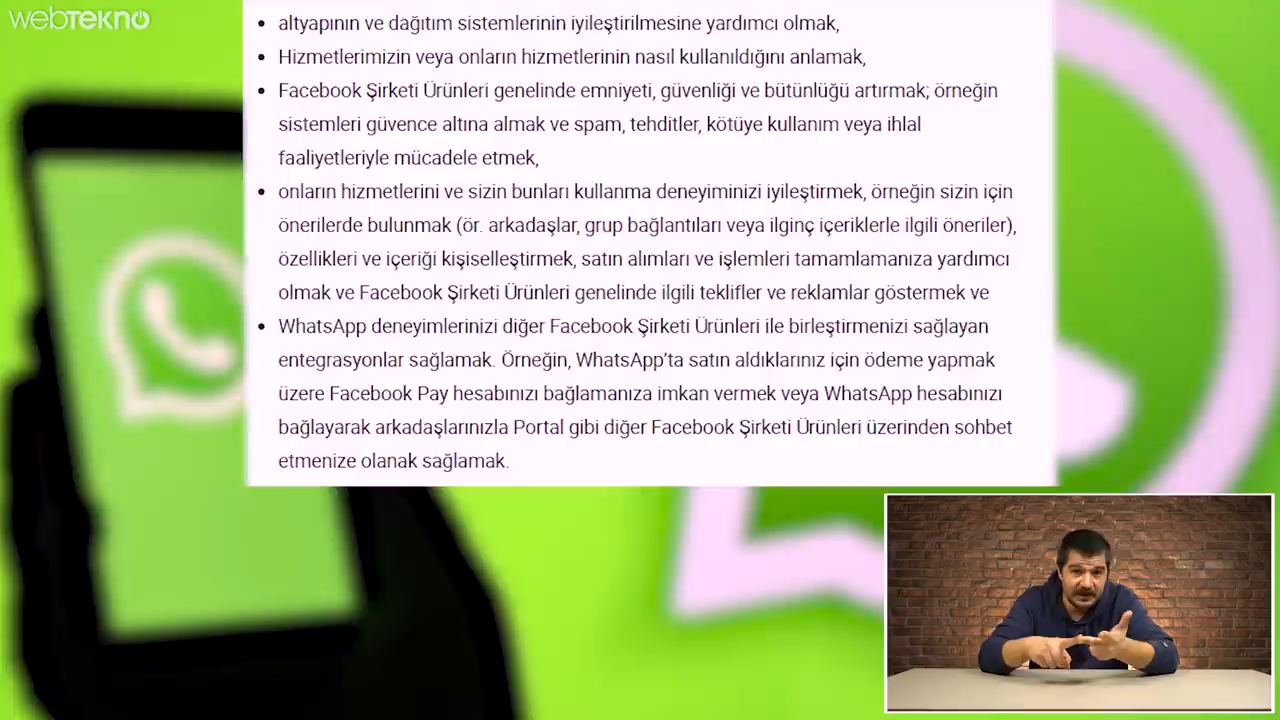 webTEKNO
altyapının ve dağıtım sistemlerinin iyileştirilmesine yardımcı olmak,
Hizmetlerimizin veya onların hizmetlerinin nasıl kullanıldığını anlamak,
Facebook Şirketi Ürünleri genelinde emniyeti, güvenliği ve bütünlüğü artırmak; örneğin
sistemleri güvence altına almak ve spam, tehditler, kötüye kullanım veya ihlal
faaliyetleriyle mücadele etmek,
onların hizmetlerini ve sizin bunları kullanma deneyiminizi iyileştirmek, örneğin sizin için
önerilerde bulunmak (ör. arkadaşlar, grup bağlantıları veya ilginç içeriklerle ilgili öneriler),
özellikleri ve içeriği kişiselleştirmek, satın alımları ve işlemleri tamamlamanıza yardımcı
olmak ve Facebook Şirketi Ürünleri genelinde ilgili teklifler ve reklamlar göstermek ve
WhatsApp deneyimlerinizi diğer Facebook Şirketi Ürünleri ile birleştirmenizi sağlayan
entegrasyonlar sağlamak. Örneğin, WhatsApp'ta satın aldıklarınız için ödeme yapmak
üzere Facebook Pay hesabınızı bağlamanıza imkan vermek veya WhatsApp hesabınızı
bağlayarak arkadaşlarınızla Portal gibi diğer Facebook Şirketi Ürünleri üzerinden sohbet
etmenize olanak sağlamak.